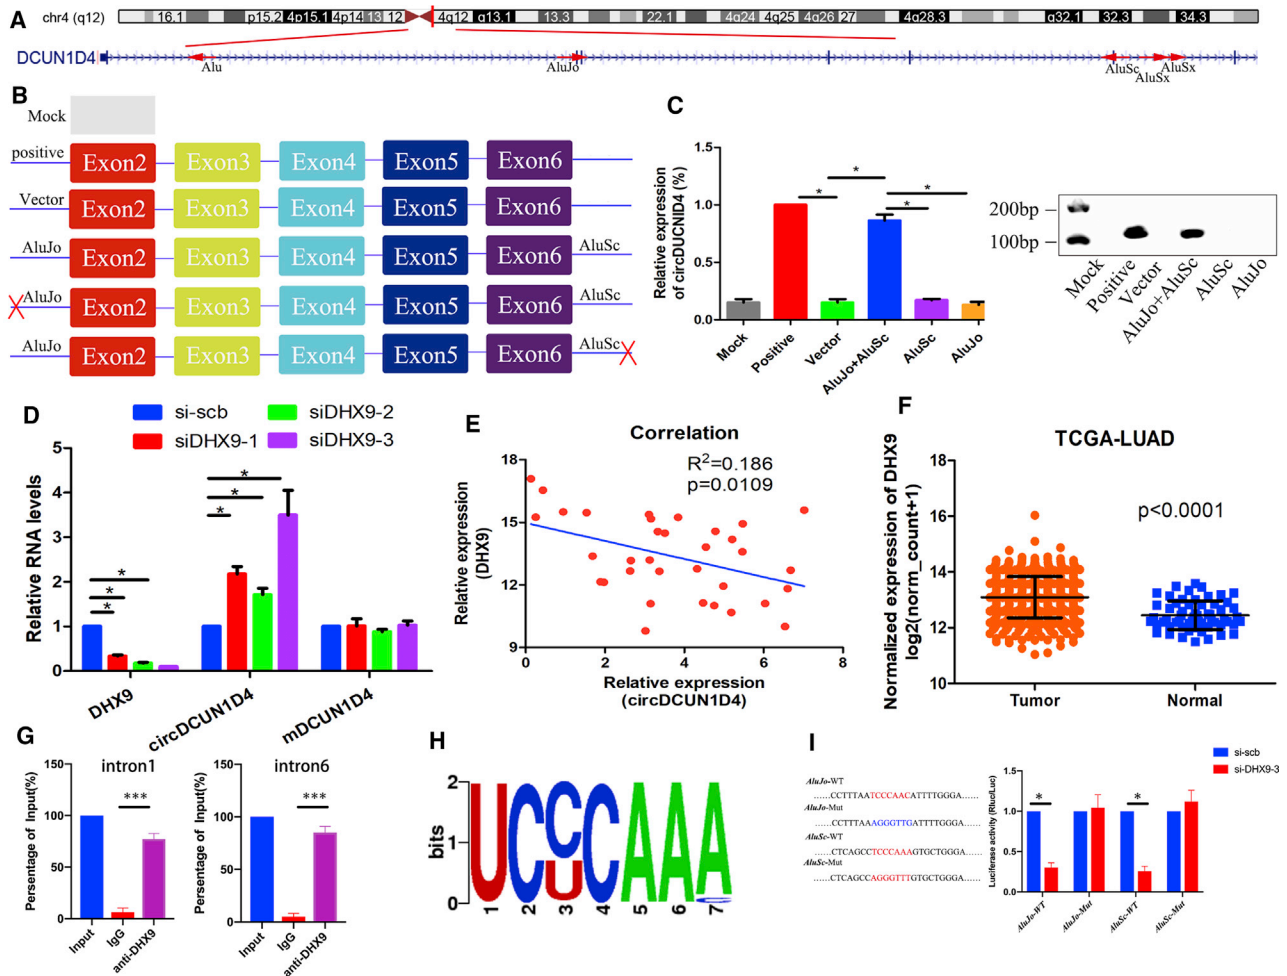 A
chr4 (q12)
16.1
p15.2
4p15.1
4p14
13
12
4q12
q13.1
13.3
22.1
4q24
4q25
4q26
27
4q28.3
q32.1
32.3
34.3
DCUN1D4
Alu
AluJo
AluSc
AluSx
AluSx
B
Mock
positive
Exon2 Exon3 Exon4 Exon5 Exon6
Vector
Exon2 Exon3 Exon4 Exon5 Exon6
AluJo
Exon2 Exon3 Exon4 Exon5 Exon6
AluSc
AluJo
Exon2 Exon3 Exon4 Exon5 Exon6
AluSc
AluJo
Exon2 Exon3 Exon4 Exon5 Exon6
AluSc
C
Relative expression
of circDUCNID4 (%)
1.5
1.0
0.5
0.0
* * * *
Mock
Positive
Vector
AluJo+AluSc
AluSc
AluJo
200bp
100bp
Mock
Positive
Vector
AluJo+AluSc
AluSc
AluJo
D
si-scb
siDHX9-1
siDHX9-2
siDHX9-3
Relative RNA levels
5
4
3
2
1
0
* * *
* * *
DHX9
circDCUN1D4
mDCUN1D4
E
Correlation
R²=0.186
p=0.0109
Relative expression
(DHX9)
18
15
12
9
0 2 4 6 8
Relative expression
(circDCUN1D4)
F
TCGA-LUAD
p<0.0001
Normalized expression of DHX9
log2(norm_count+1)
18
16
14
12
10
Tumor
Normal
G
intron1
***
Persentage of Input(%)
150
100
50
0
Input
IgG
anti-DHX9
intron6
***
Persentage of Input(%)
150
100
50
0
Input
IgG
anti-DHX9
H
bits
2
1
0
U C C C A A A
U C
1 2 3 4 5 6 7
I
AluJo-WT
......CCTTTAATCCCAACATTTTGGGA......
AluJo-Mut
......CCTTTAAAGGGTTGATTTTGGGA......
AluSc-WT
......CTCAGCCTCCCAAAGTGCTGGGA......
AluSc-Mut
......CTCAGCCAGGGTTTGTGCTGGGA......
si-scb
si-DHX9-3
Luciferase activity (Rluc/Luc)
1.5
1.0
0.5
0.0
* *
AluJo-WT
AluJo-Mut
AluSc-WT
AluSc-Mut